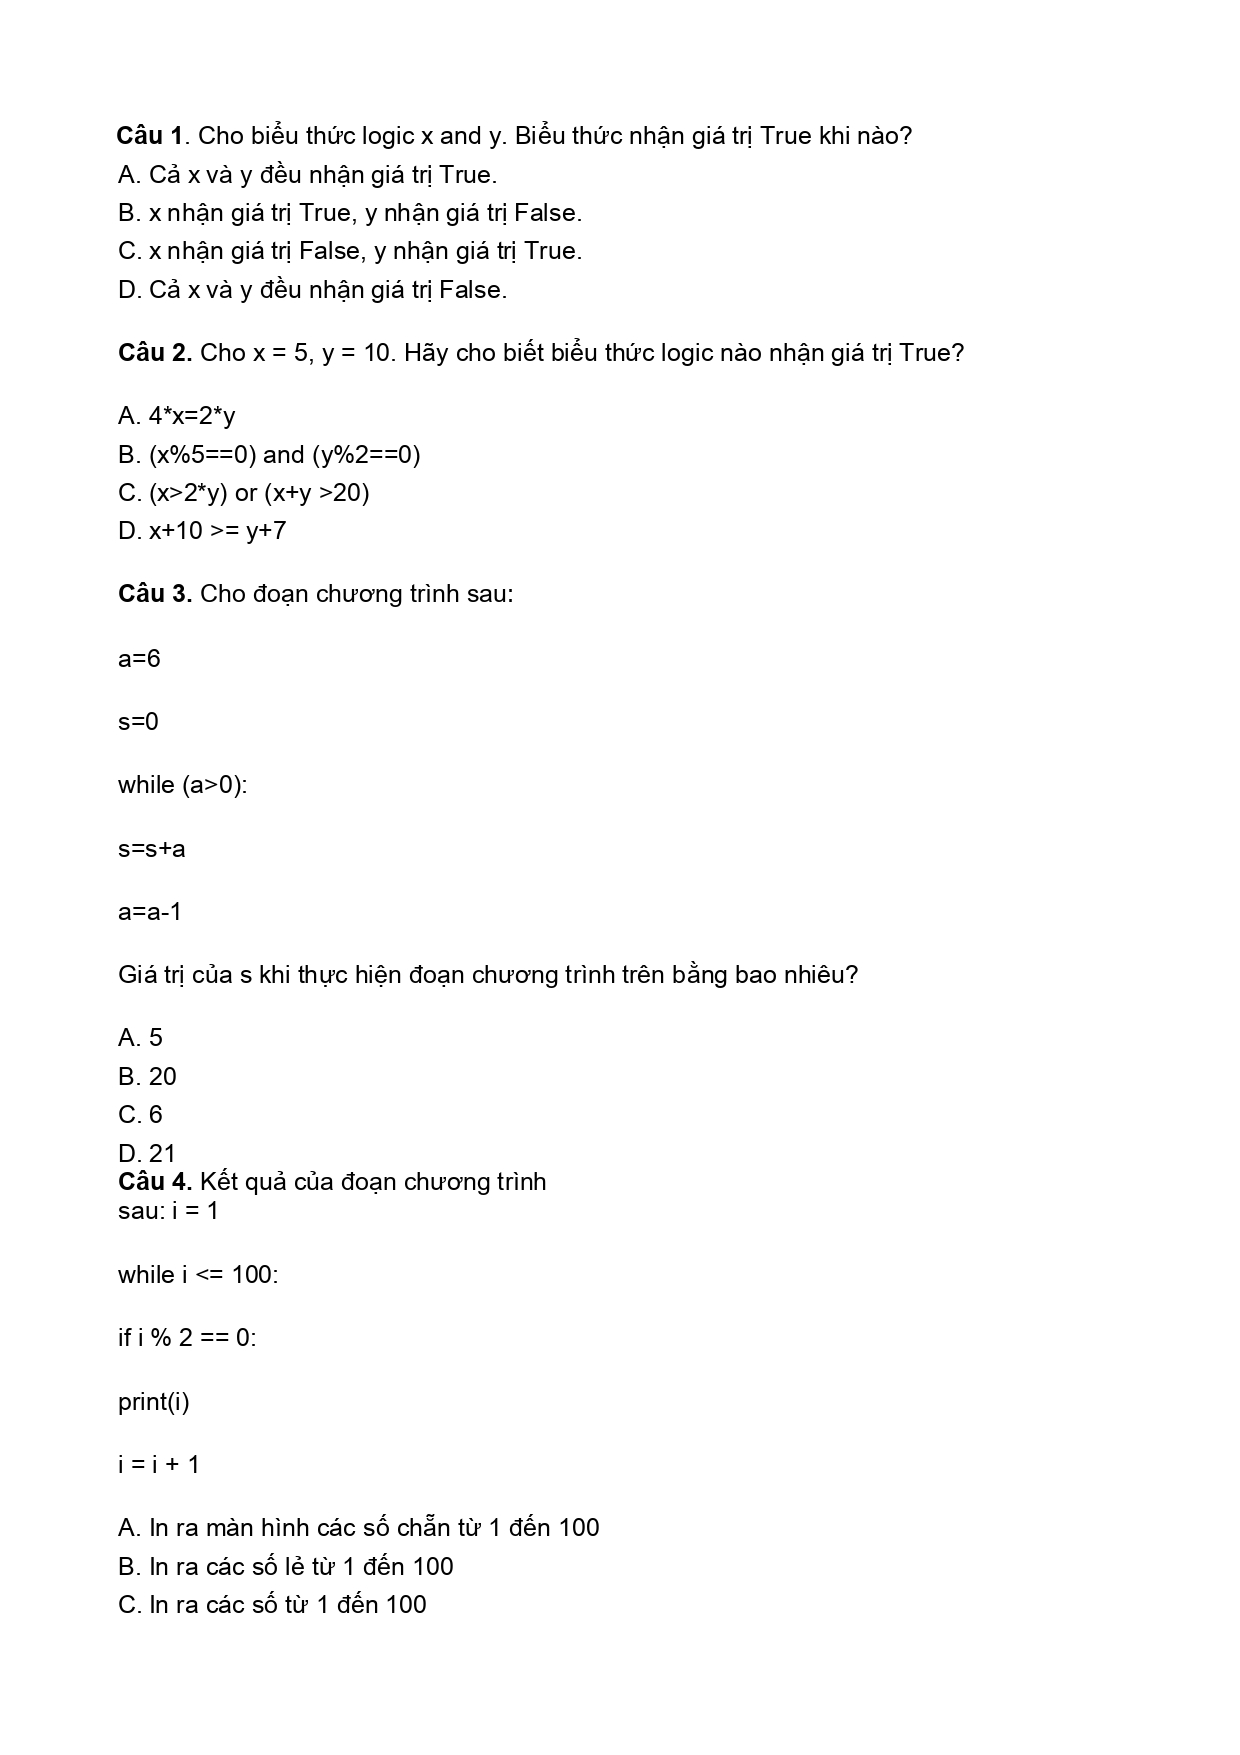 Câu 1. Cho biểu thức logic x and y. Biểu thức nhận giá trị True khi nào?
A. Cả x và y đều nhận giá trị True.
B. x nhận giá trị True, y nhận giá trị False.
C. x nhận giá trị False, y nhận giá trị True.
D. Cả x và y đều nhận giá trị False.
Câu 2. Cho x = 5, y = 10. Hãy cho biết biểu thức logic nào nhận giá trị True?
A. 4*x=2*y
B. (x%5==0) and (y%2==0)
C. (x>2*y) or (x+y >20)
D. x+10 >= y+7
Câu 3. Cho đoạn chương trình sau:
a=6
s=0
while (a>0):
s=s+a
a=a-1
Giá trị của s khi thực hiện đoạn chương trình trên bằng bao nhiêu?
A. 5
B. 20
C. 6
D. 21
Câu 4. Kết quả của đoạn chương trình
sau: i = 1
while i <= 100:
if i % 2 == 0:
print(i)
i = i + 1
A. In ra màn hình các số chẵn từ 1 đến 100
B. In ra các số lẻ từ 1 đến 100
C. In ra các số từ 1 đến 100